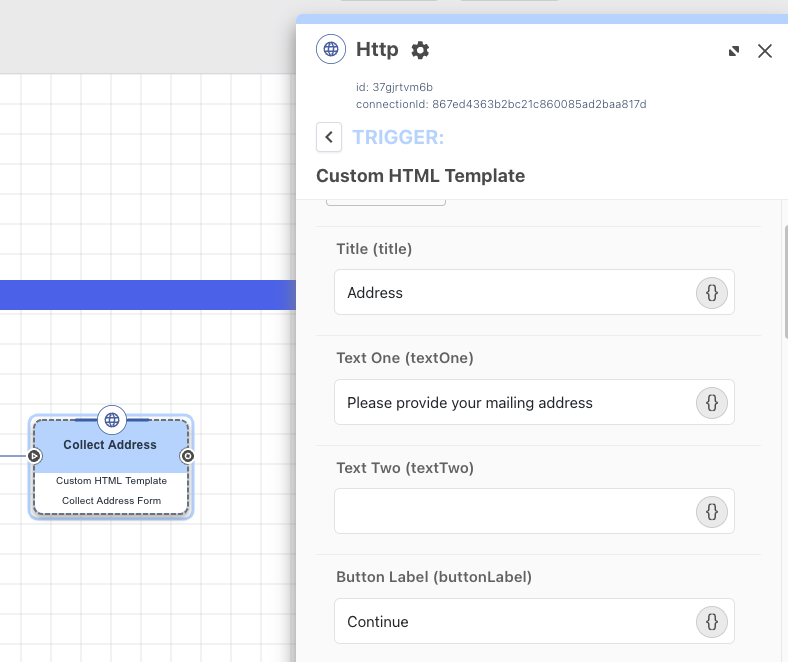 Http
id: 37gjrtvm6b
connectionId: 867ed4363b2bc21c860085ad2baa817d
TRIGGER:
Custom HTML Template
Title (title)
Address
{}
Text One (textOne)
Please provide your mailing address
{}
Text Two (textTwo)
{}
Button Label (buttonLabel)
Continue
{}
Collect Address
Custom HTML Template
Collect Address Form